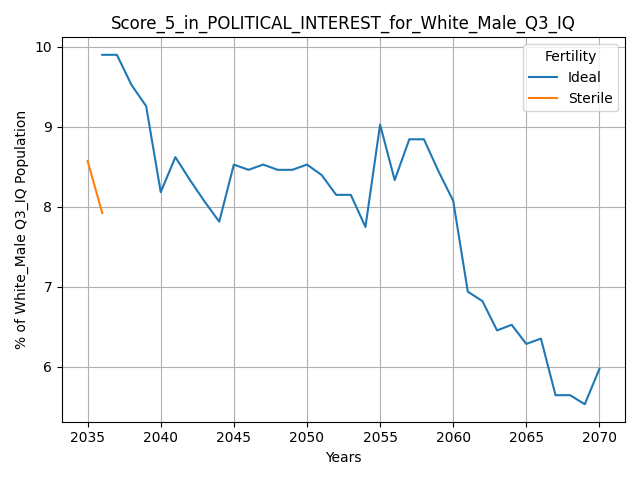 Score_5_in_POLITICAL_INTEREST_for_White_Male_Q3_IQ
Fertility
Ideal
Sterile
% of White_Male Q3_IQ Population
10
9
8
7
6
2035 2040 2045 2050 2055 2060 2065 2070
Years